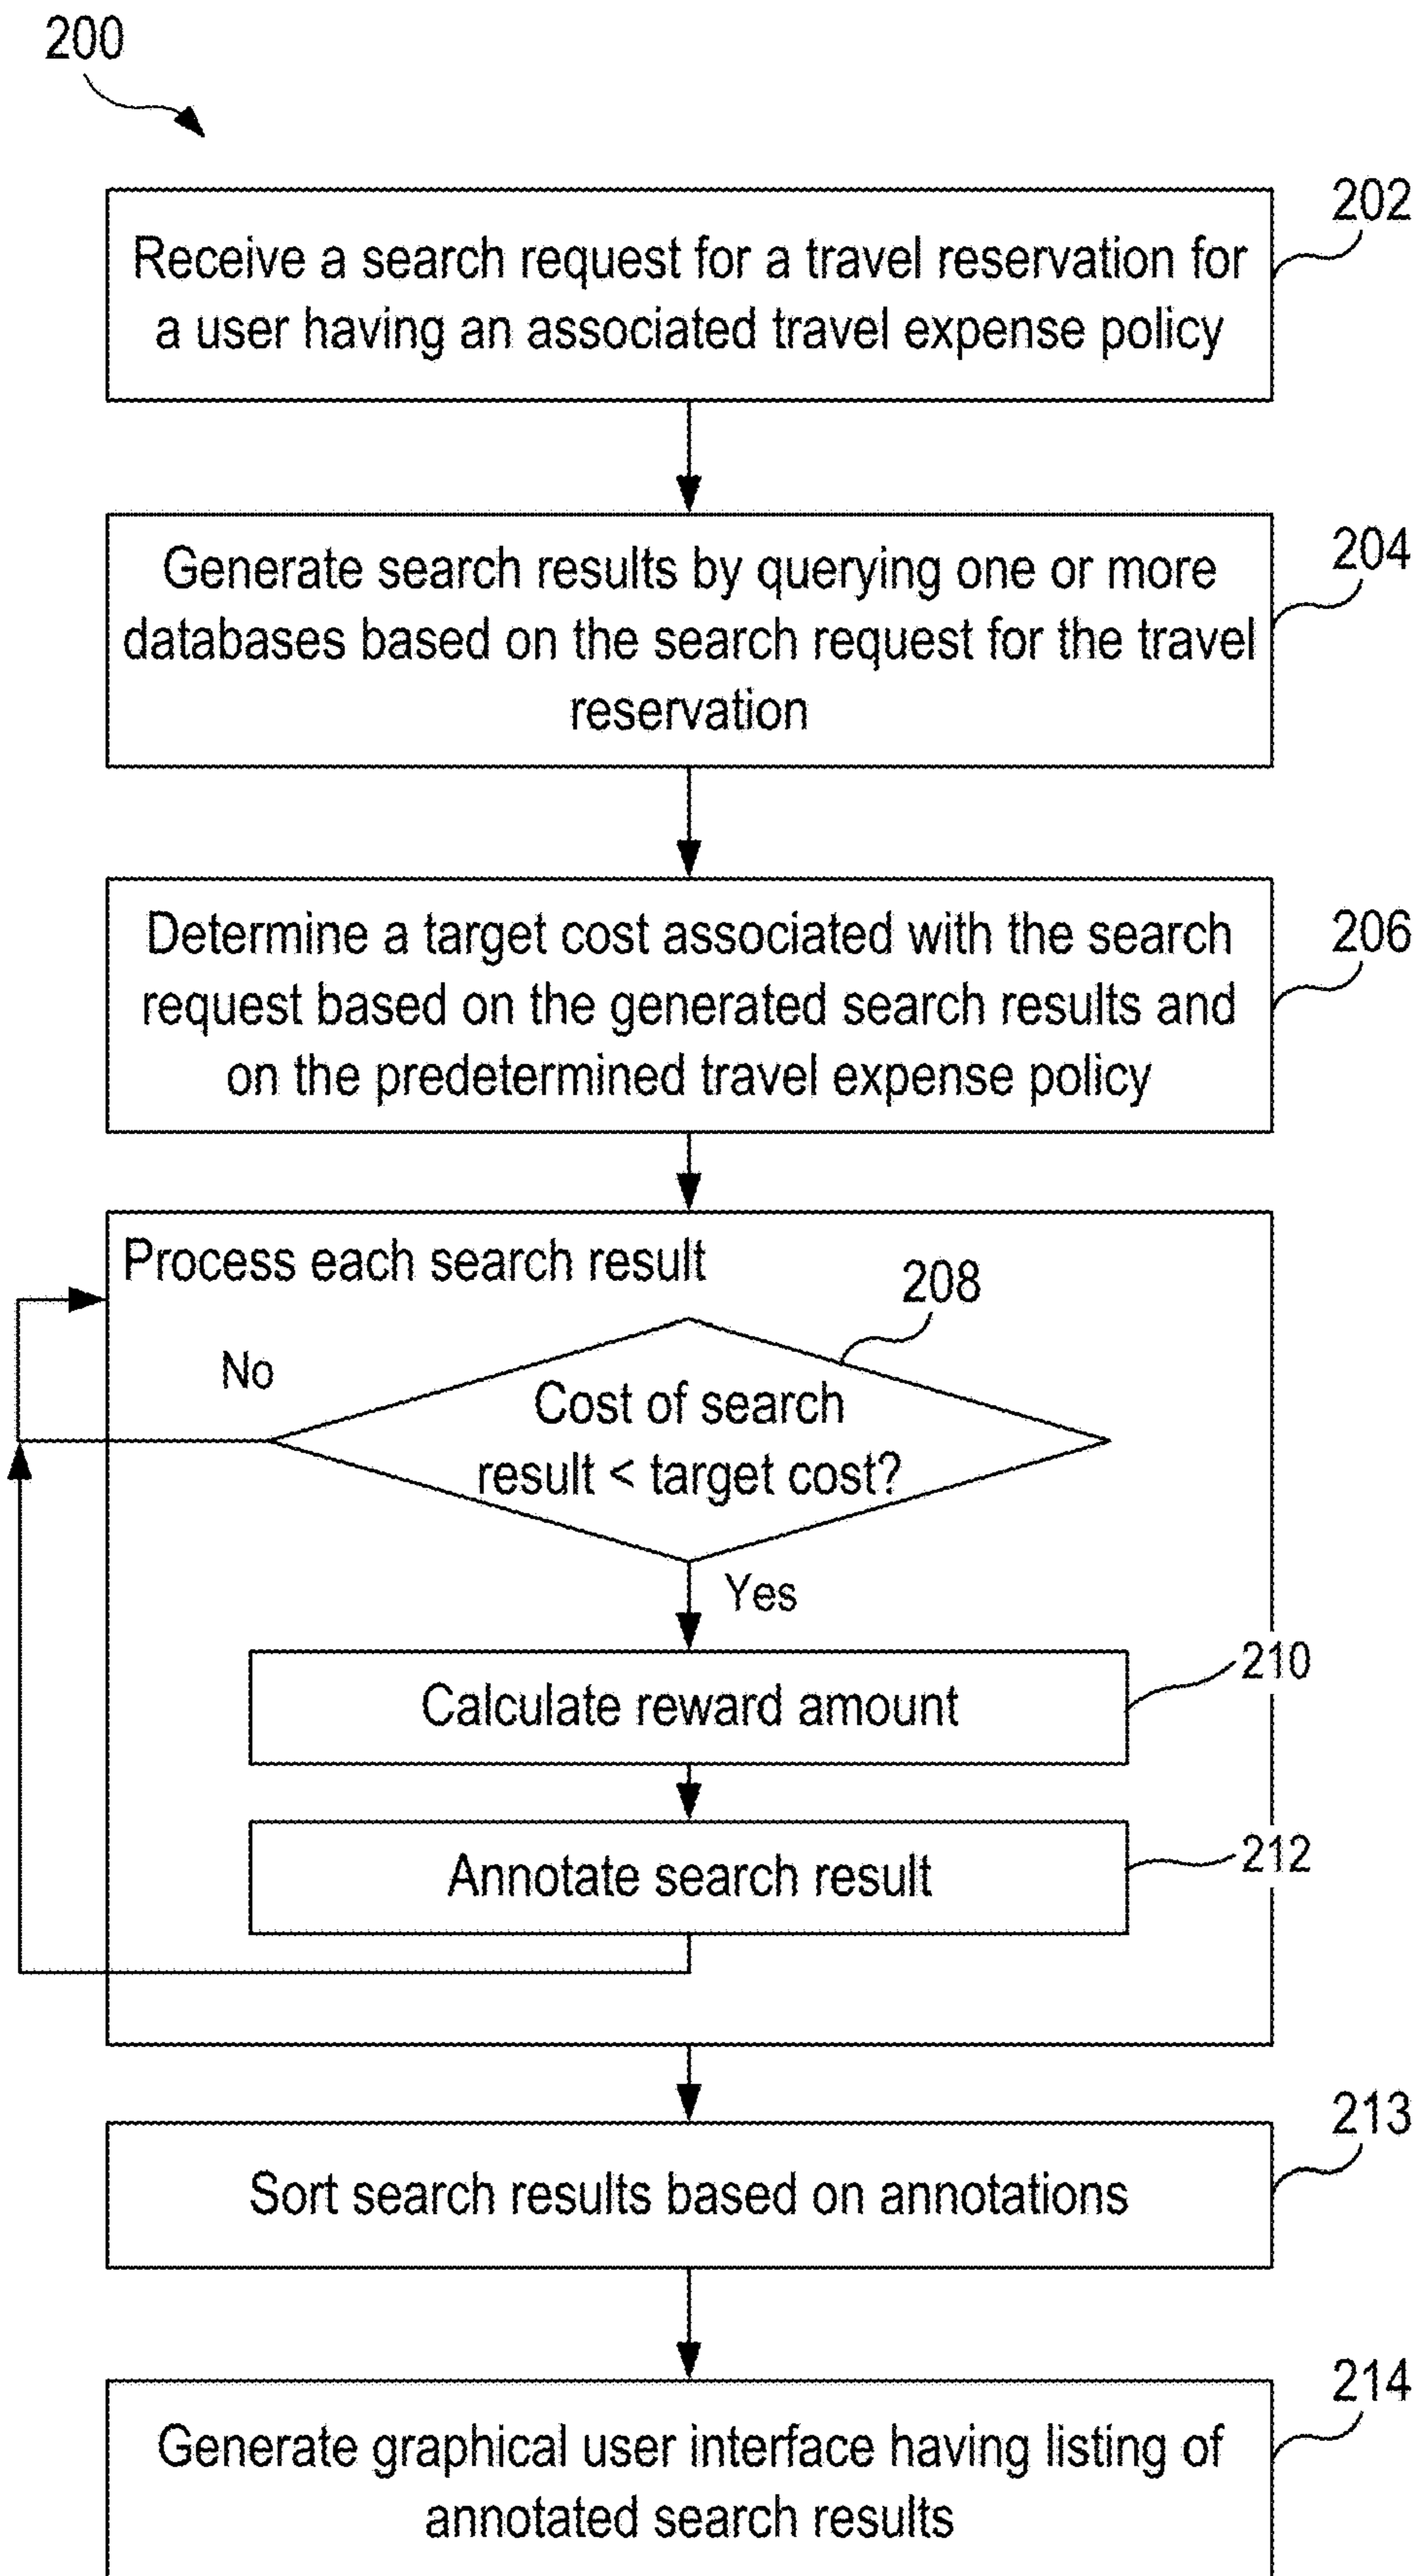 200
202
Receive a search request for a travel reservation for
a user having an associated travel expense policy
204
Generate search results by querying one or more
databases based on the search request for the travel
reservation
206
Determine a target cost associated with the search
request based on the generated search results and
on the predetermined travel expense policy
Process each search result
208
No
Cost of search
result < target cost?
Yes
210
Calculate reward amount
212
Annotate search result
213
Sort search results based on annotations
214
Generate graphical user interface having listing of
annotated search results